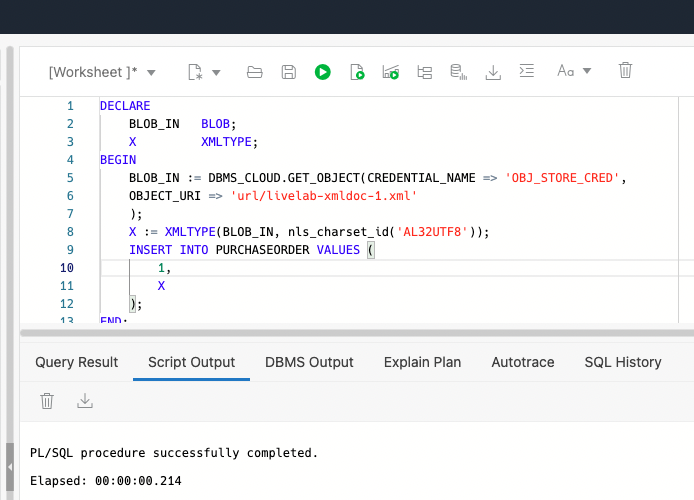 [Worksheet ]*
Aa
1 DECLARE
2 BLOB_IN BLOB;
3 X XMLTYPE;
4 BEGIN
5 BLOB_IN := DBMS_CLOUD.GET_OBJECT(CREDENTIAL_NAME => 'OBJ_STORE_CRED',
6 OBJECT_URI => 'url/livelab-xmldoc-1.xml'
7 );
8 X := XMLTYPE(BLOB_IN, nls_charset_id('AL32UTF8'));
9 INSERT INTO PURCHASEORDER VALUES (
10 1,
11 X
12 );
13 END;
Query Result Script Output DBMS Output Explain Plan Autotrace SQL History
PL/SQL procedure successfully completed.
Elapsed: 00:00:00.214